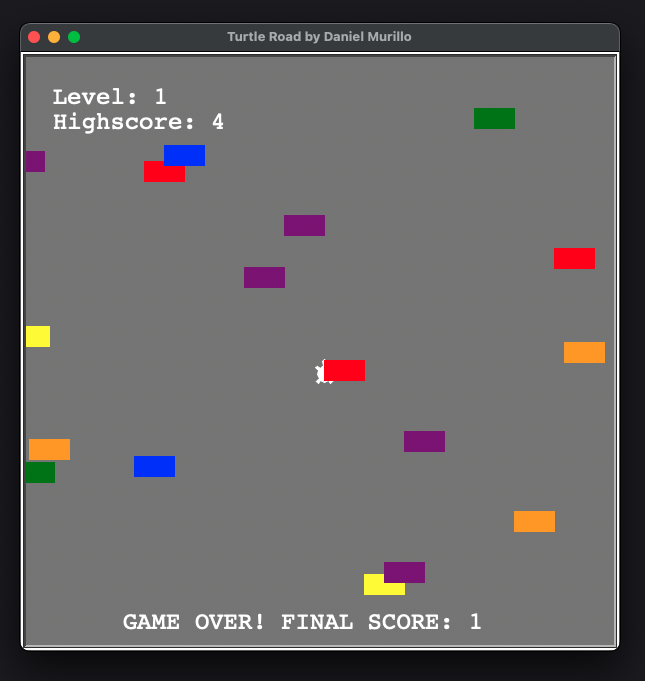 Turtle Road by Daniel Murillo
Level: 1
Highscore: 4
GAME OVER! FINAL SCORE: 1